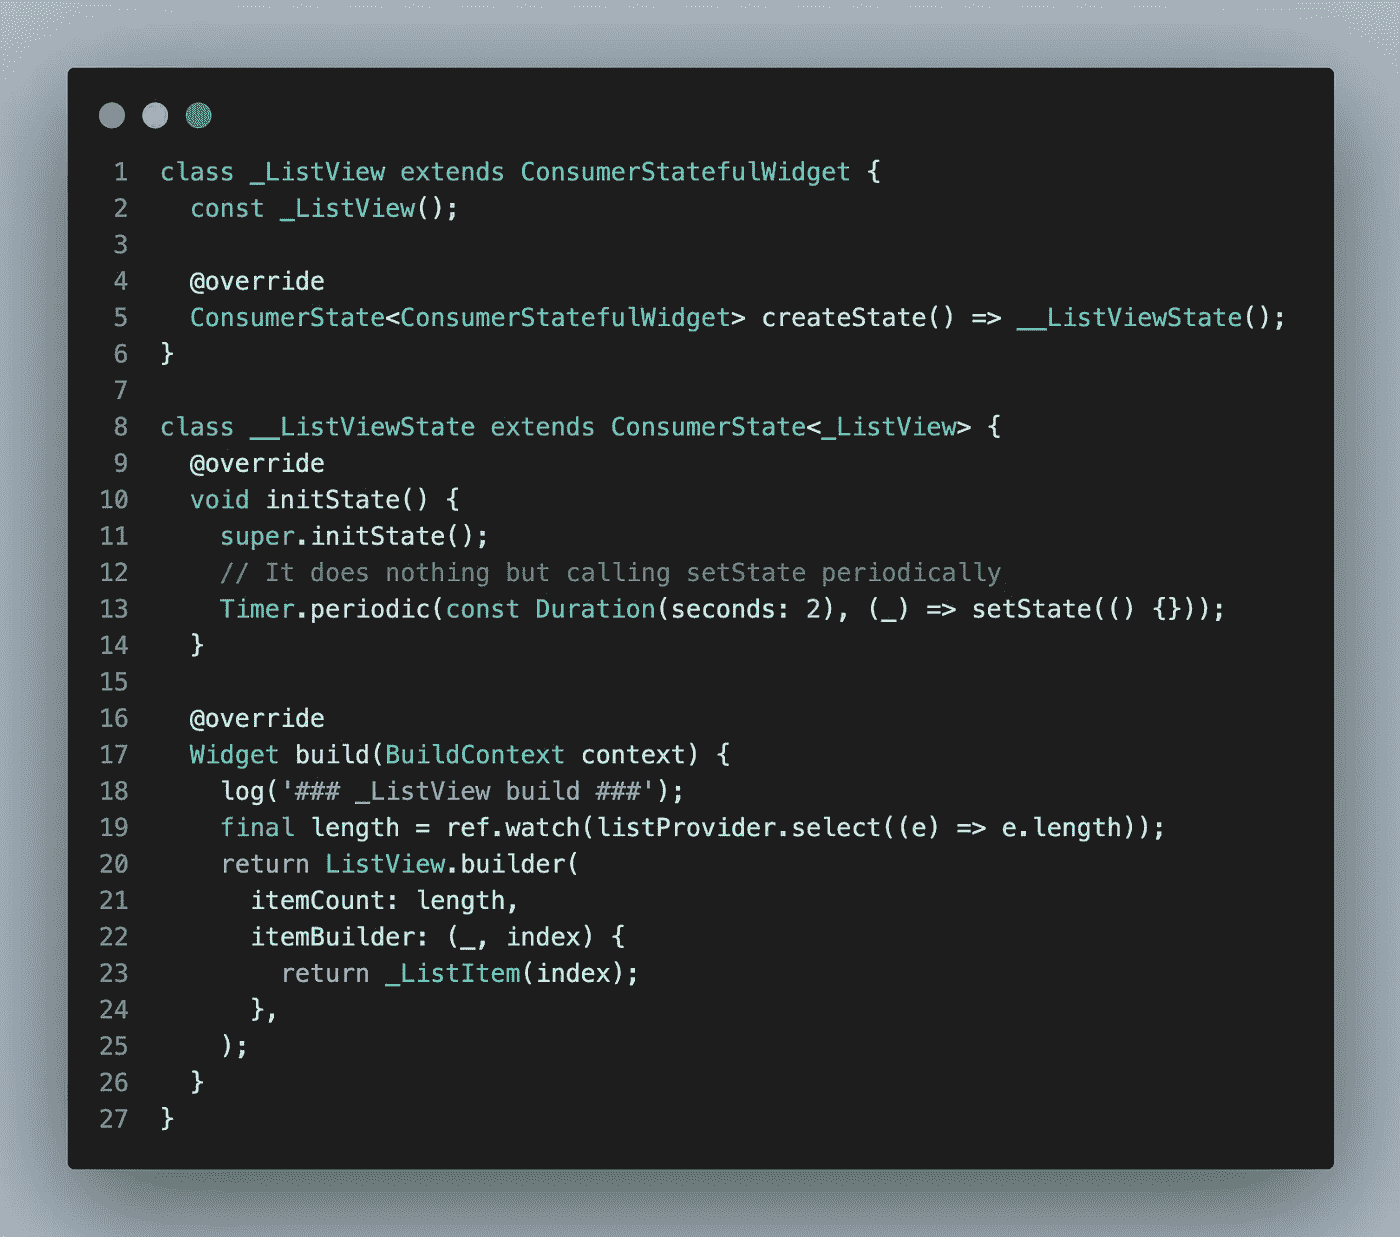 1 class _ListView extends ConsumerStatefulWidget {
2   const _ListView();
3
4   @override
5   ConsumerState<ConsumerStatefulWidget> createState() => __ListViewState();
6 }
7
8 class __ListViewState extends ConsumerState<_ListView> {
9   @override
10   void initState() {
11     super.initState();
12     // It does nothing but calling setState periodically
13     Timer.periodic(const Duration(seconds: 2), (_) => setState(() {}));
14   }
15
16   @override
17   Widget build(BuildContext context) {
18     log('### _ListView build ###');
19     final length = ref.watch(listProvider.select((e) => e.length));
20     return ListView.builder(
21       itemCount: length,
22       itemBuilder: (_, index) {
23         return _ListItem(index);
24       },
25     );
26   }
27 }